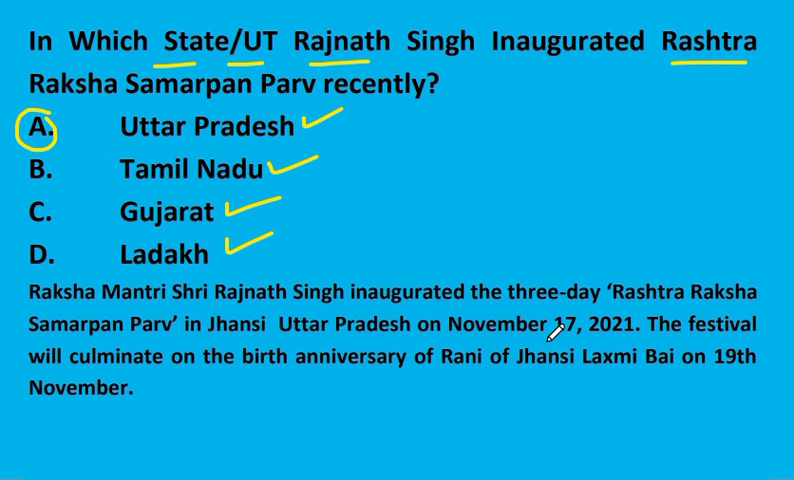 In Which State/UT Rajnath Singh Inaugurated Rashtra
Raksha Samarpan Parv recently?
A. Uttar Pradesh
B. Tamil Nadu
C. Gujarat
D. Ladakh
Raksha Mantri Shri Rajnath Singh inaugurated the three-day ‘Rashtra Raksha
Samarpan Parv’ in Jhansi Uttar Pradesh on November 17, 2021. The festival
will culminate on the birth anniversary of Rani of Jhansi Laxmi Bai on 19th
November.